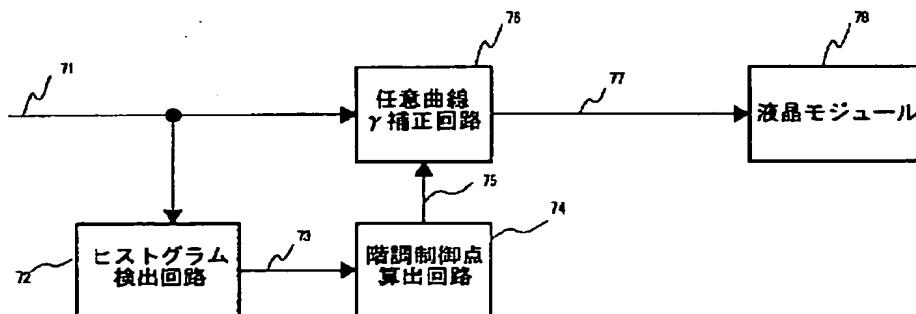 76
78
71
任意曲線
γ補正回路
77
液晶モジュール
75
74
72
ヒストグラム
検出回路
73
階調制御点
算出回路